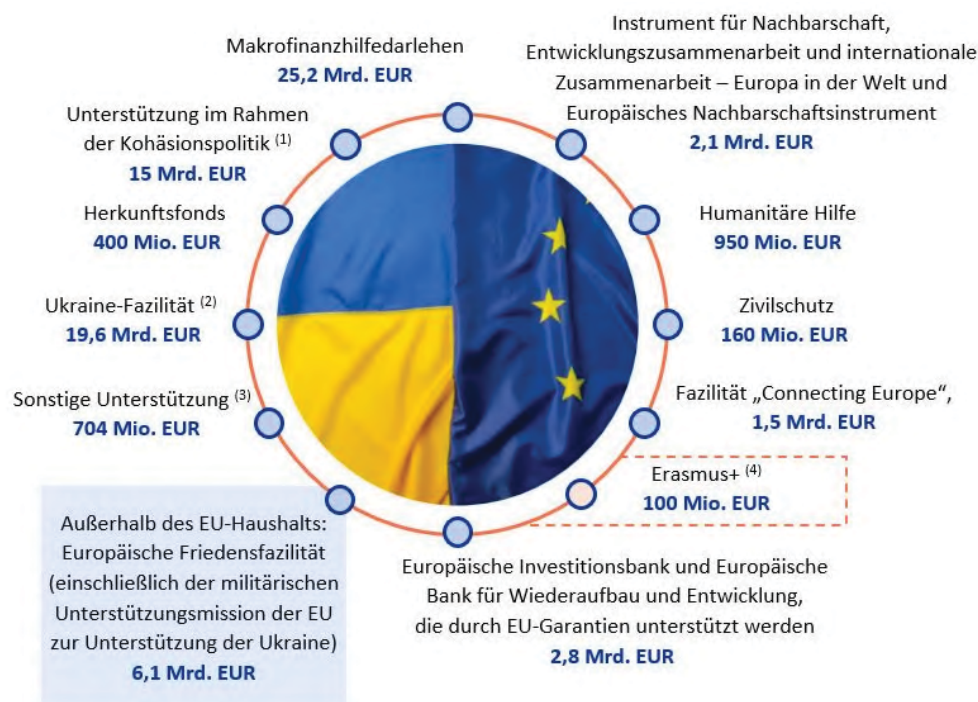 Makrofinanzhilfedarlehen
25,2 Mrd. EUR
Instrument für Nachbarschaft,
Entwicklungszusammenarbeit und internationale
Zusammenarbeit – Europa in der Welt und
Europäisches Nachbarschaftsinstrument
2,1 Mrd. EUR
Unterstützung im Rahmen
der Kohäsionspolitik (1)
15 Mrd. EUR
Herkunftsfonds
400 Mio. EUR
Humanitäre Hilfe
950 Mio. EUR
Ukraine-Fazilität (2)
19,6 Mrd. EUR
Zivilschutz
160 Mio. EUR
Sonstige Unterstützung (3)
704 Mio. EUR
Fazilität „Connecting Europe“,
1,5 Mrd. EUR
Erasmus+ (4)
100 Mio. EUR
Außerhalb des EU-Haushalts:
Europäische Friedensfazilität
(einschließlich der militärischen
Unterstützungsmission der EU
zur Unterstützung der Ukraine)
6,1 Mrd. EUR
Europäische Investitionsbank und Europäische
Bank für Wiederaufbau und Entwicklung,
die durch EU-Garantien unterstützt werden
2,8 Mrd. EUR